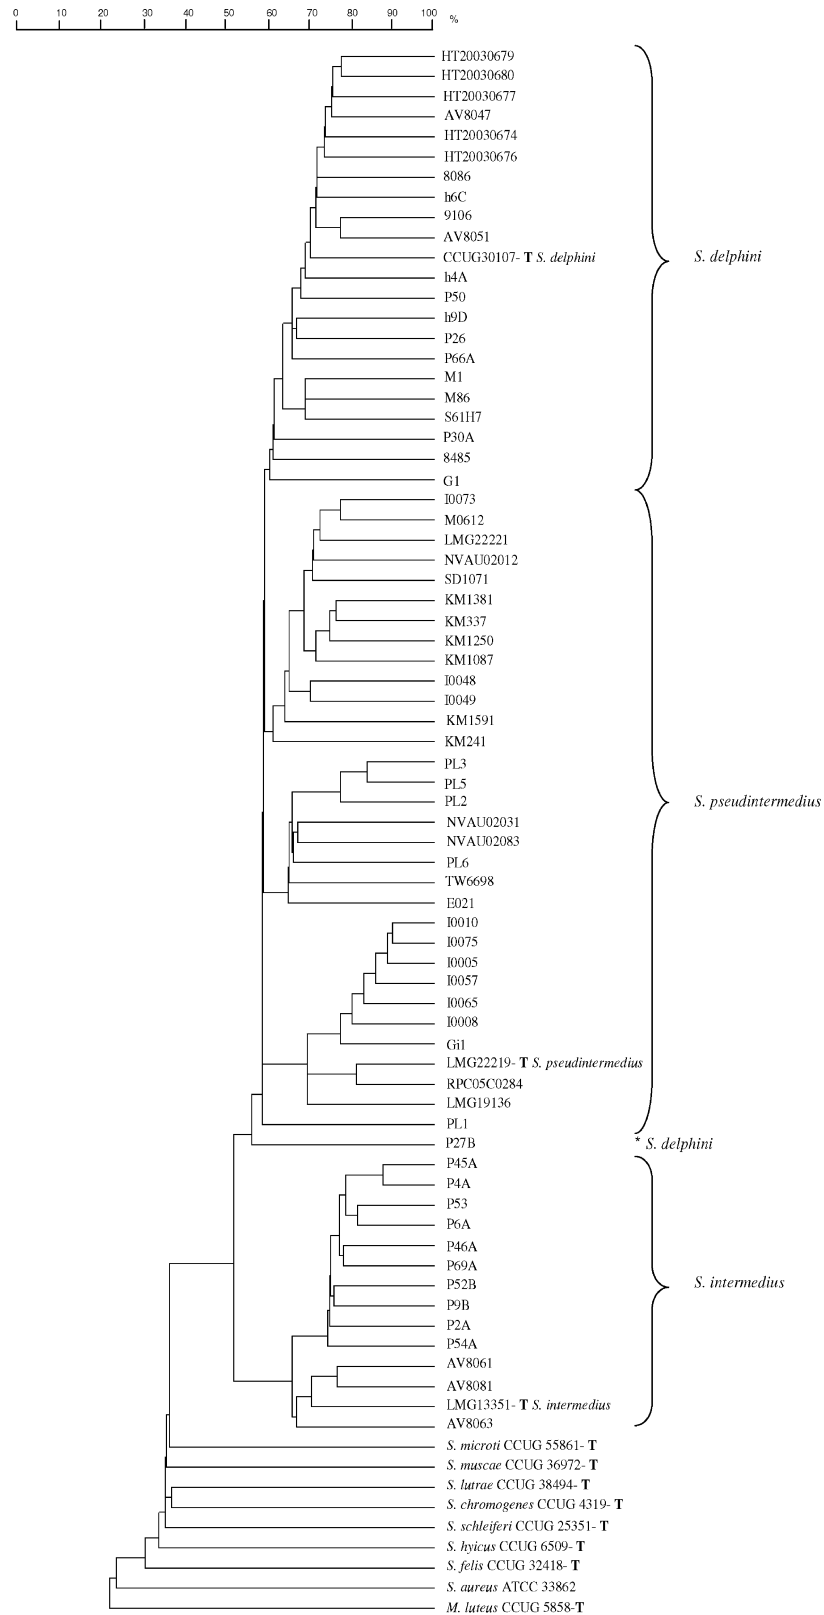 0 10 20 30 40 50 60 70 80 90 100 %
HT20030679
HT20030680
HT20030677
AV8047
HT20030674
HT20030676
8086
h6C
9106
AV8051
CCUG30107- T S. delphini
S. delphini
h4A
P50
h9D
P26
P66A
M1
M86
S61H7
P30A
8485
G1
I0073
M0612
LMG22221
NVAU02012
SD1071
KM1381
KM337
KM1250
KM1087
I0048
I0049
KM1591
KM241
PL3
PL5
PL2
S. pseudintermedius
NVAU02031
NVAU02083
PL6
TW6698
E021
I0010
I0075
I0005
I0057
I0065
I0008
Gi1
LMG22219- T S. pseudintermedius
RPC05C0284
LMG19136
PL1
P27B
* S. delphini
P45A
P4A
P53
P6A
P46A
P69A
P52B
S. intermedius
P9B
P2A
P54A
AV8061
AV8081
LMG13351- T S. intermedius
AV8063
S. microti CCUG 55861- T
S. muscae CCUG 36972- T
S. lutrae CCUG 38494- T
S. chromogenes CCUG 4319- T
S. schleiferi CCUG 25351- T
S. hyicus CCUG 6509- T
S. felis CCUG 32418- T
S. aureus ATCC 33862
M. luteus CCUG 5858-T